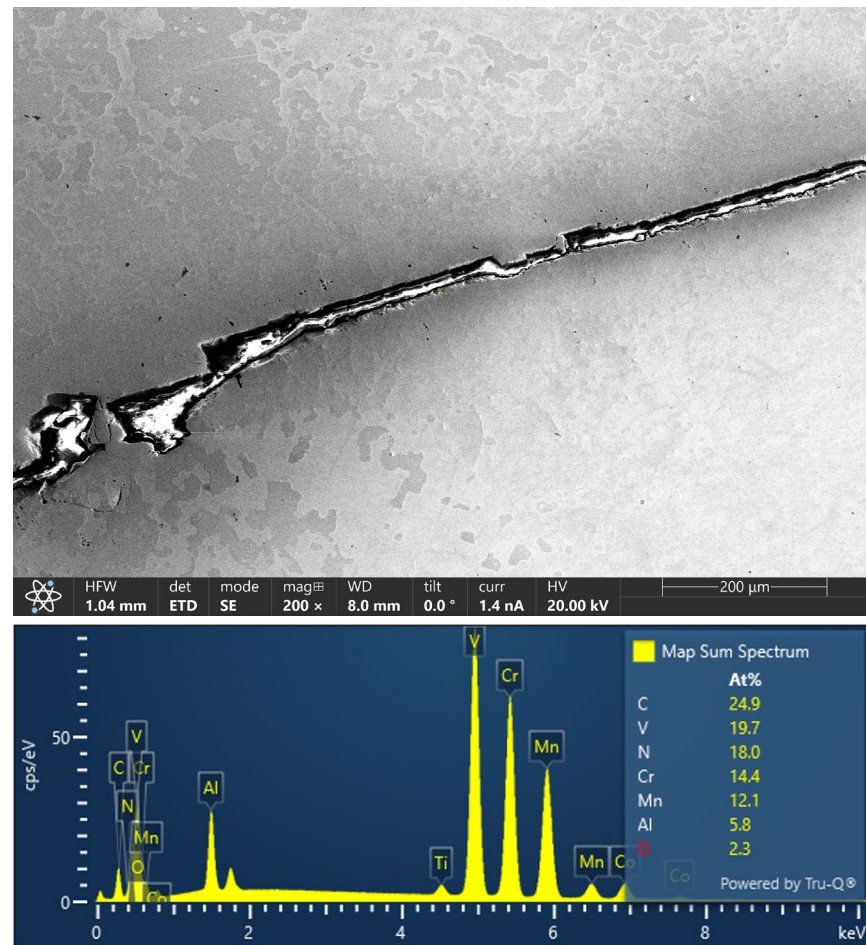 HFW det mode mag⊞ WD tilt curr HV
1.04 mm ETD SE 200 × 8.0 mm 0.0 ° 1.4 nA 20.00 kV
200 μm
cps/eV
50
0
C
V
Cr
N
Mn
O
Co
Al
Ti
V
Cr
Mn
Mn
Co
Co
Map Sum Spectrum
At%
C 24.9
V 19.7
N 18.0
Cr 14.4
Mn 12.1
Al 5.8
O 2.3
Powered by Tru-Q®
0 2 4 6 8 keV